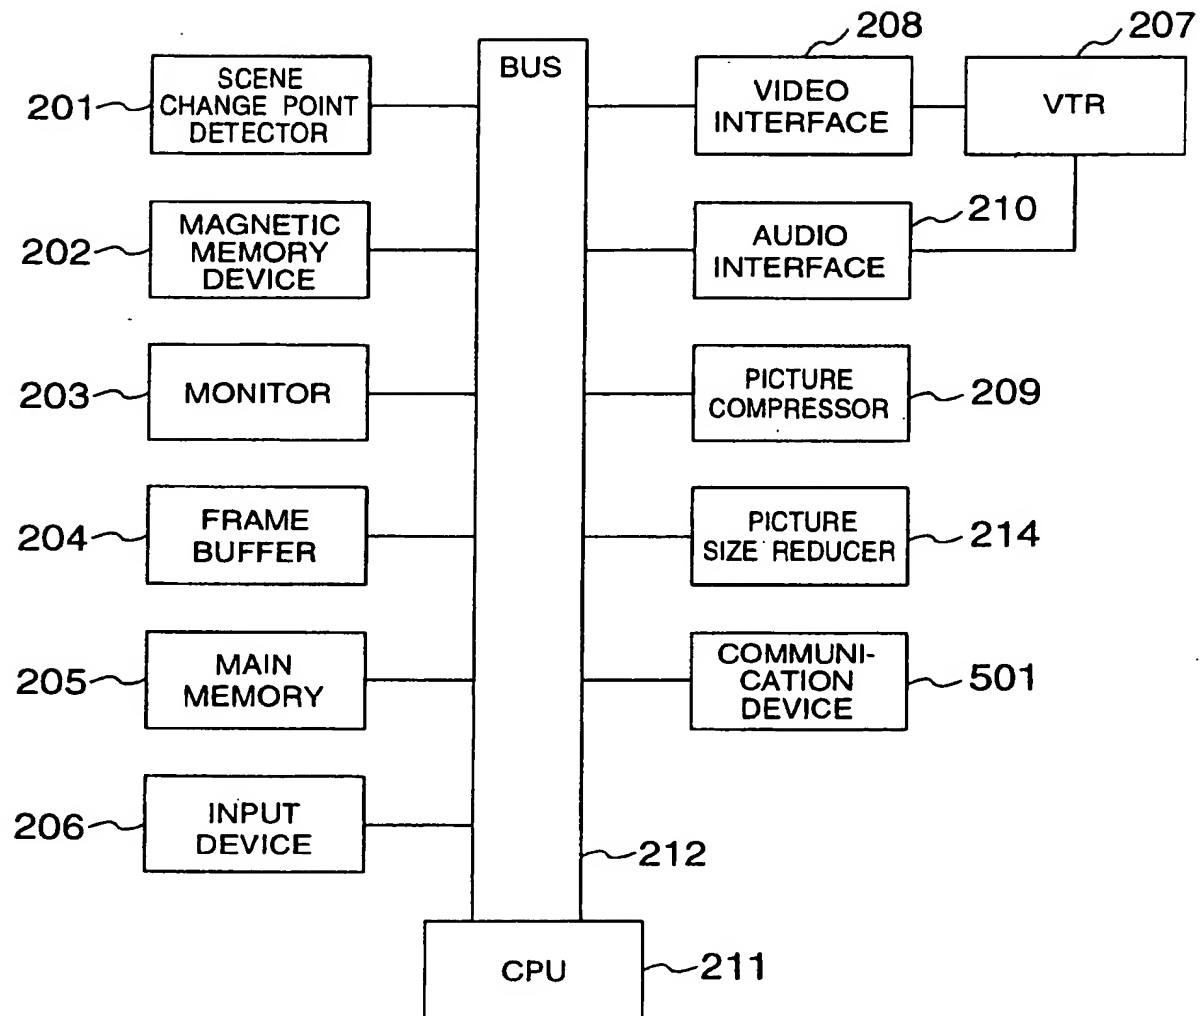 208
207
BUS
SCENE
CHANGE POINT
DETECTOR
201
VIDEO
INTERFACE
VTR
MAGNETIC
MEMORY
DEVICE
202
AUDIO
INTERFACE
210
MONITOR
203
PICTURE
COMPRESSOR
209
FRAME
BUFFER
204
PICTURE
SIZE REDUCER
214
MAIN
MEMORY
205
COMMUNI-
CATION
DEVICE
501
INPUT
DEVICE
206
212
CPU
211